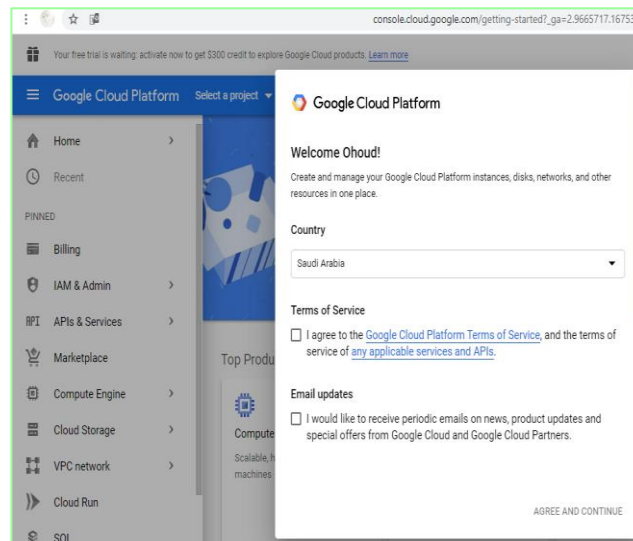 console.cloud.google.com/getting-started?_ga=2.9665717.16753
Your free trial is waiting: activate now to get $300 credit to explore Google Cloud products. Learn more
Google Cloud Platform
Select a project
Home
Recent
PINNED
Billing
IAM & Admin
API APIs & Services
Marketplace
Compute Engine
Cloud Storage
VPC network
Cloud Run
SQL
Top Produ
Compute
Scalable, h
machines
Google Cloud Platform
Welcome Ohoud!
Create and manage your Google Cloud Platform instances, disks, networks, and other
resources in one place.
Country
Saudi Arabia
Terms of Service
I agree to the Google Cloud Platform Terms of Service, and the terms of
service of any applicable services and APIs.
Email updates
I would like to receive periodic emails on news, product updates and
special offers from Google Cloud and Google Cloud Partners.
AGREE AND CONTINUE